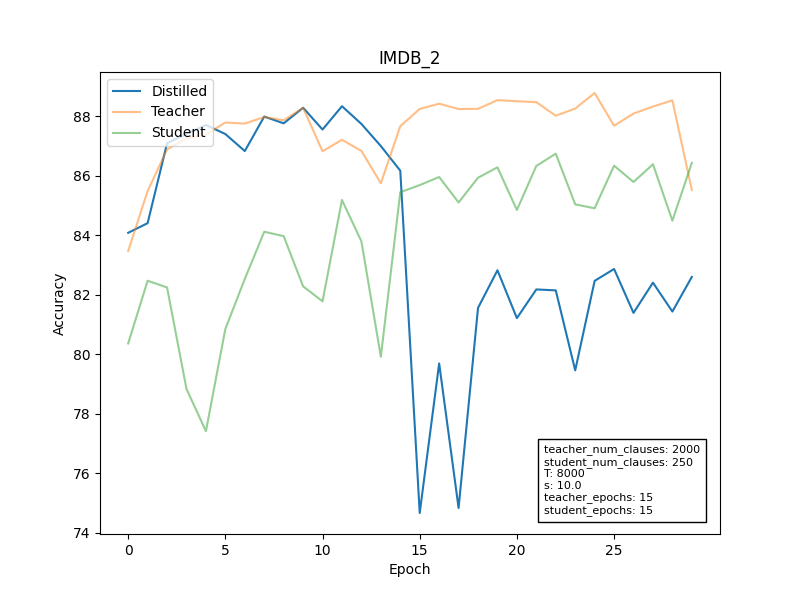 IMDB_2
Distilled
Teacher
Student
88
86
84
82
80
78
76
74
Accuracy
teacher_num_clauses: 2000
student_num_clauses: 250
T: 8000
s: 10.0
teacher_epochs: 15
student_epochs: 15
0 5 10 15 20 25
Epoch